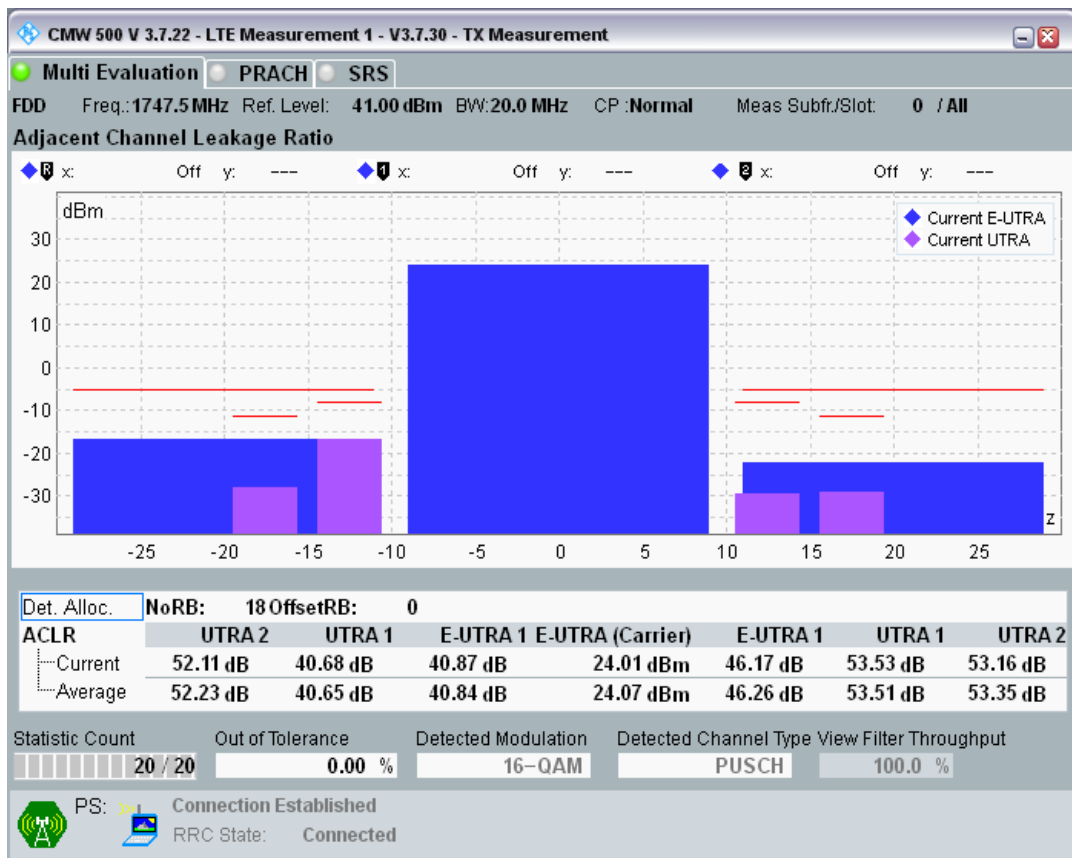 CMW 500 V 3.7.22 - LTE Measurement 1 - V3.7.30 - TX Measurement
Multi Evaluation PRACH SRS
FDD Freq.:1747.5 MHz Ref. Level: 41.00 dBm BW:20.0 MHz CP :Normal Meas Subfr./Slot: 0 / All
Adjacent Channel Leakage Ratio
R x: Off y: --- 1 x: Off y: --- 2 x: Off y: ---
dBm
Current E-UTRA
Current UTRA
30
20
10
0
-10
-20
-30
z
-25 -20 -15 -10 -5 0 5 10 15 20 25
Det. Alloc. NoRB: 18 OffsetRB: 0
ACLR UTRA 2 UTRA 1 E-UTRA 1 E-UTRA (Carrier) E-UTRA 1 UTRA 1 UTRA 2
Current 52.11 dB 40.68 dB 40.87 dB 24.01 dBm 46.17 dB 53.53 dB 53.16 dB
Average 52.23 dB 40.65 dB 40.84 dB 24.07 dBm 46.26 dB 53.51 dB 53.35 dB
Statistic Count Out of Tolerance Detected Modulation Detected Channel Type View Filter Throughput
20 / 20 0.00 % 16-QAM PUSCH 100.0 %
PS: Connection Established
RRC State: Connected